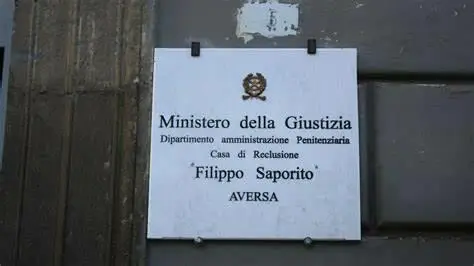 Ministero della Giustizia
Dipartimento amministrazione Penitenziaria
Casa di Reclusione
"Filippo Saporito"
AVERSA